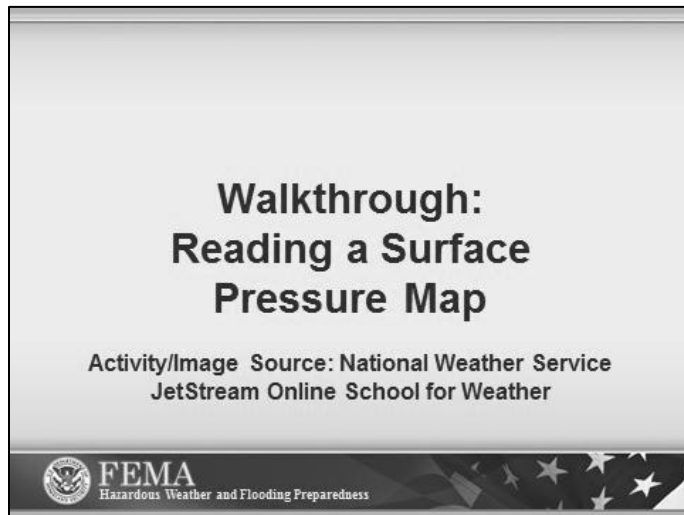 Walkthrough:
Reading a Surface
Pressure Map
Activity/Image Source: National Weather Service
JetStream Online School for Weather
FEMA
Hazardous Weather and Flooding Preparedness